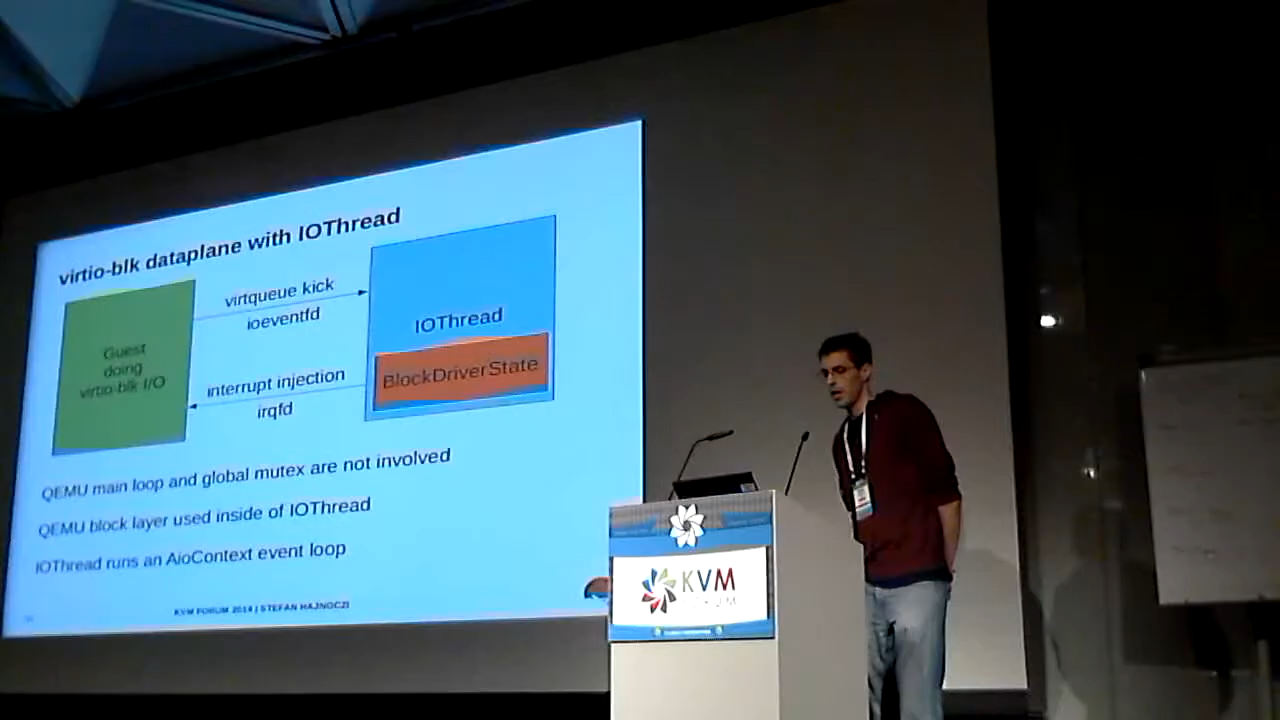 virtio-blk dataplane with IOThread
Guest
doing
virtio-blk I/O
virtqueue kick
ioeventfd
interrupt injection
irqfd
IOThread
BlockDriverState
QEMU main loop and global mutex are not involved
QEMU block layer used inside of IOThread
IOThread runs an AioContext event loop
KVM FORUM 2014 | STEFAN HAJNOCZI
KVM